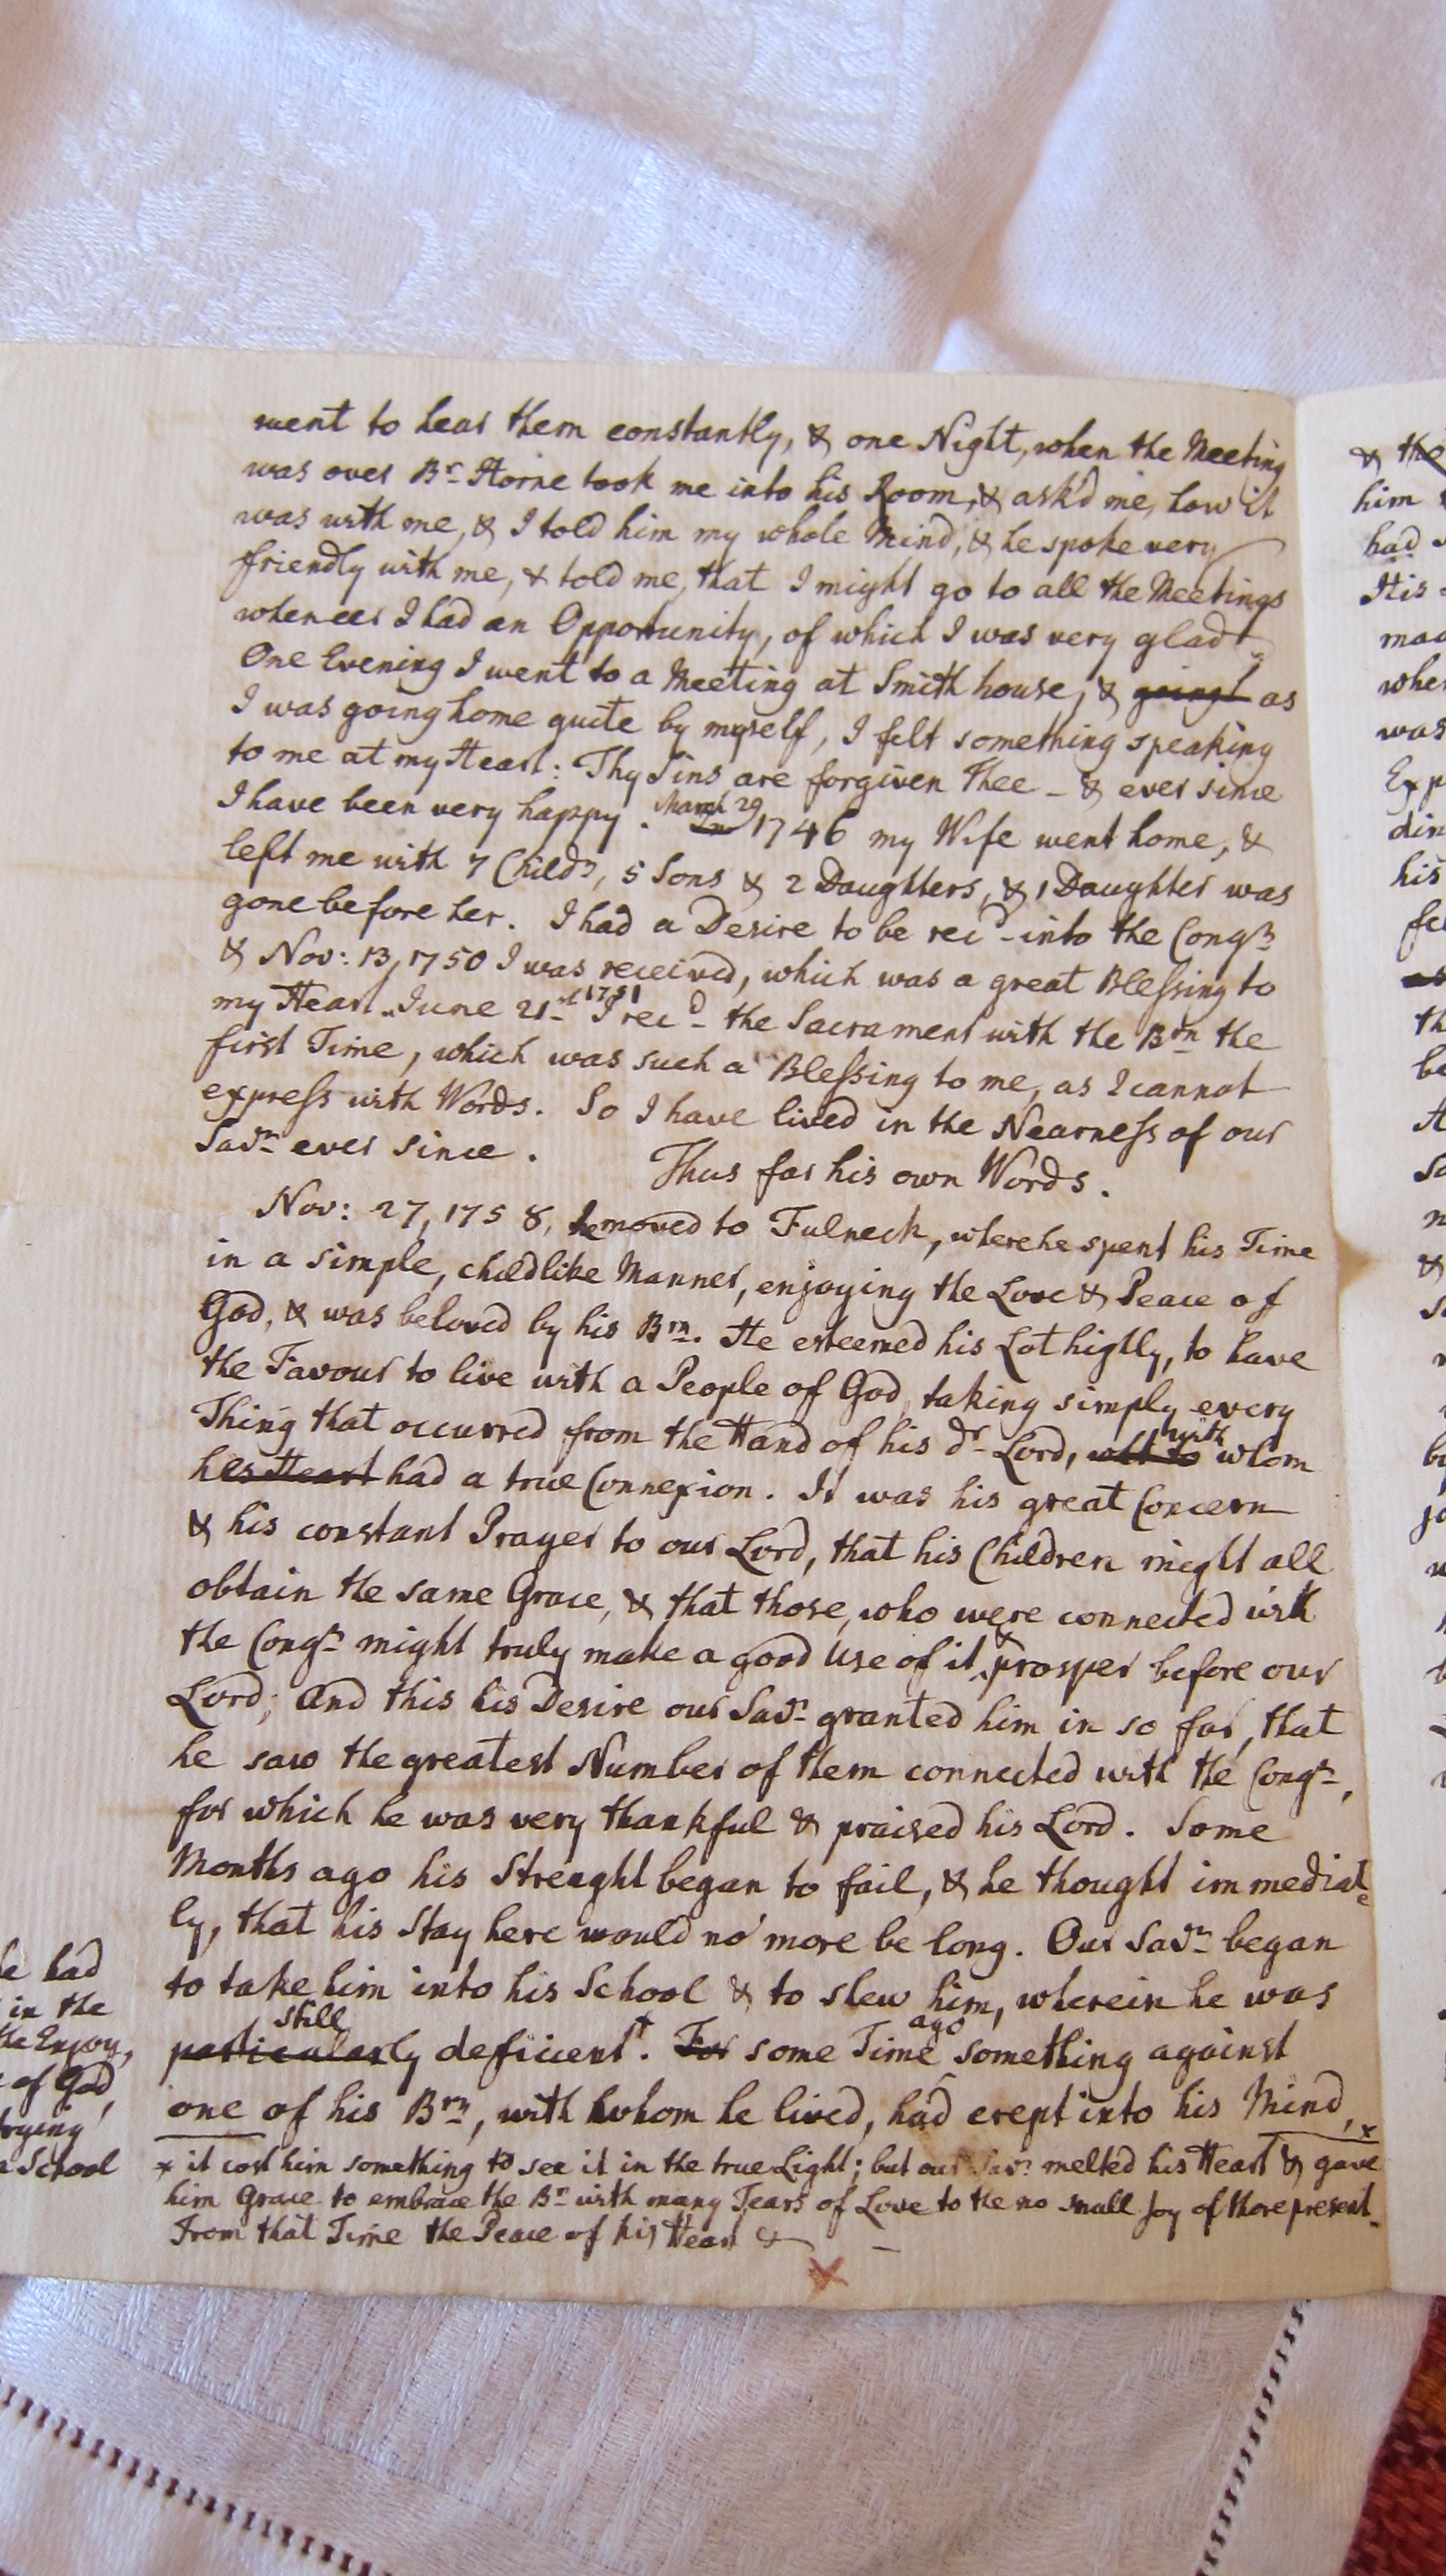 went to hear them constantly, & one Night, when the Meeting
was over Br. Horne took me into his Room, & ask'd me, how it
was with me, & I told him my whole Mind, & he spoke very
friendly with me, & told me, that I might go to all the Meetings
whenever I had an Opportunity, of which I was very glad.
One Evening I went to a Meeting at Smith house, & going as
I was going home quite by myself, I felt something speaking
to me at my Heart: Thy Sins are forgiven Thee – & ever since
I have been very happy. March 29 1746 my Wife went home, &
left me with 7 Childn, 5 Sons & 2 Daughters, & 1 Daughter was
gone before her. I had a Desire to be recd into the Congn
& Nov: 13, 1750 I was received, which was a great Blessing to
my Heart. June 21st 1751 I recd the Sacrament with the Brn the
first Time, which was such a Blessing to me, as I cannot
express with Words. So I have lived in the Nearness of our
Savr ever since. Thus far his own Words.
Nov: 27, 1758, he moved to Fulneck, where he spent his Time
in a simple, childlike Manner, enjoying the Love & Peace of
God, & was beloved by his Brn. He esteemed his Lot highly, to have
the Favour to live with a People of God, taking simply every
Thing that occurred from the Hand of his dr Lord, with whom
hes Heart had a true Connexion. It was his great Concern
& his constant Prayer to our Lord, that his Children might all
obtain the same Grace, & that those, who were connected with
the Congn might truly make a good Use of it & prosper before our
Lord; And this his Desire our Savr granted him in so far, that
he saw the greatest Number of them connected with the Congn,
for which he was very thankful & praised his Lord. Some
Months ago his Strenght began to fail, & he thought immediate
ly, that his Stay here would no more be long. Our Savr began
to take him into his School & to shew him, wherein he was
still
particularly deficient. For some Time ago something against
one of his Brn, with whom he lived, had crept into his Mind, x
x it cost him something to see it in the true Light; but our Savr melted his Heart & gave
him Grace to embrace the Br with many Tears of Love to the no small Joy of those present.
From that Time the Peace of his Heart &
x
he had
in the
the Enjoy,
of God,
School
& the
him
had
His
mad
when
was
Exp
din
his
th
be
&